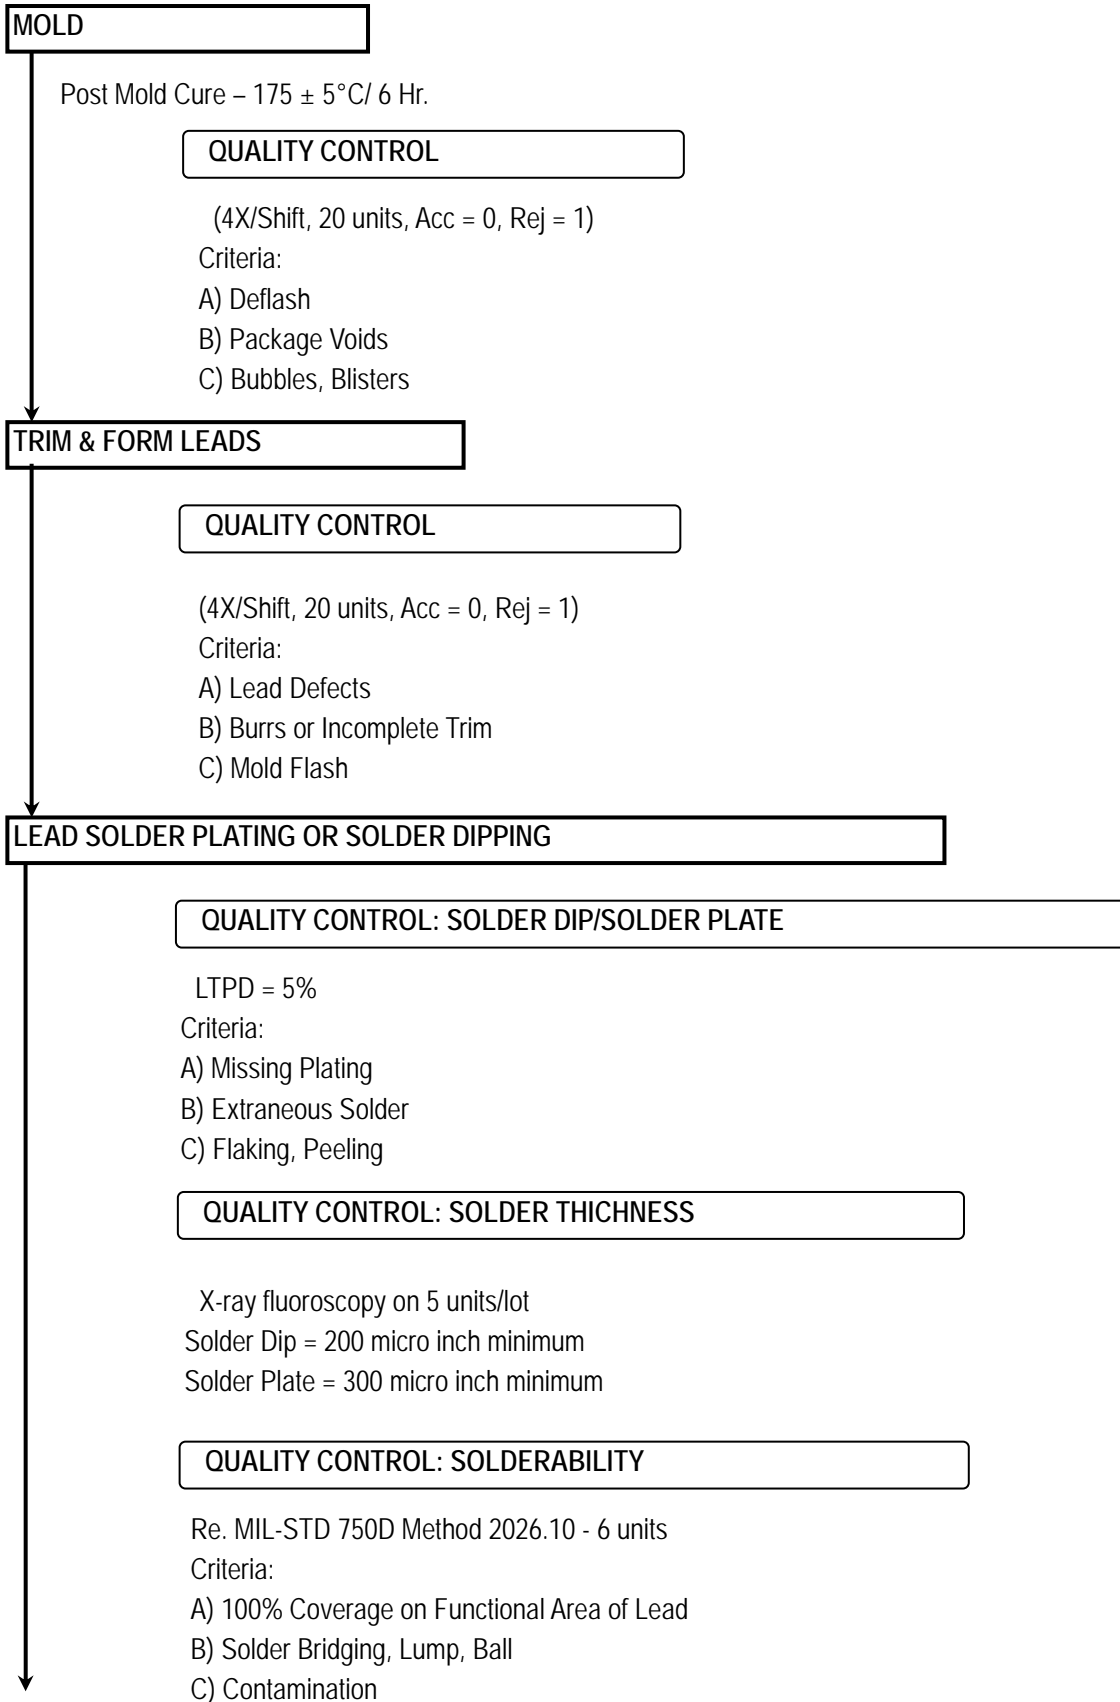 MOLD
Post Mold Cure – 175 ± 5°C/ 6 Hr.
QUALITY CONTROL
(4X/Shift, 20 units, Acc = 0, Rej = 1)
Criteria:
A) Deflash
B) Package Voids
C) Bubbles, Blisters
TRIM & FORM LEADS
QUALITY CONTROL
(4X/Shift, 20 units, Acc = 0, Rej = 1)
Criteria:
A) Lead Defects
B) Burrs or Incomplete Trim
C) Mold Flash
LEAD SOLDER PLATING OR SOLDER DIPPING
QUALITY CONTROL: SOLDER DIP/SOLDER PLATE
LTPD = 5%
Criteria:
A) Missing Plating
B) Extraneous Solder
C) Flaking, Peeling
QUALITY CONTROL: SOLDER THICHNESS
X-ray fluoroscopy on 5 units/lot
Solder Dip = 200 micro inch minimum
Solder Plate = 300 micro inch minimum
QUALITY CONTROL: SOLDERABILITY
Re. MIL-STD 750D Method 2026.10 - 6 units
Criteria:
A) 100% Coverage on Functional Area of Lead
B) Solder Bridging, Lump, Ball
C) Contamination